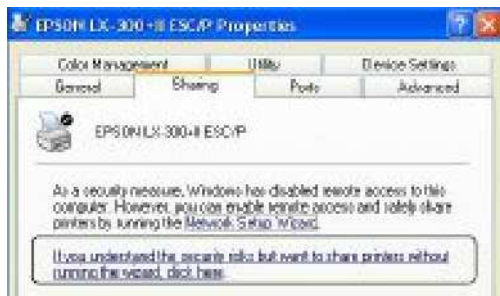 EPSON LX-300 +II ESC/P Properties
Color Management Utility Device Settings
General Sharing Ports Advanced
EPSON LX-300+II ESC/P
As a security measure, Windows has disabled remote access to this
computer. However, you can enable remote access and safely share
printers by running the Network Setup Wizard.
If you understand the security risks but want to share printers without
running the wizard, click here.